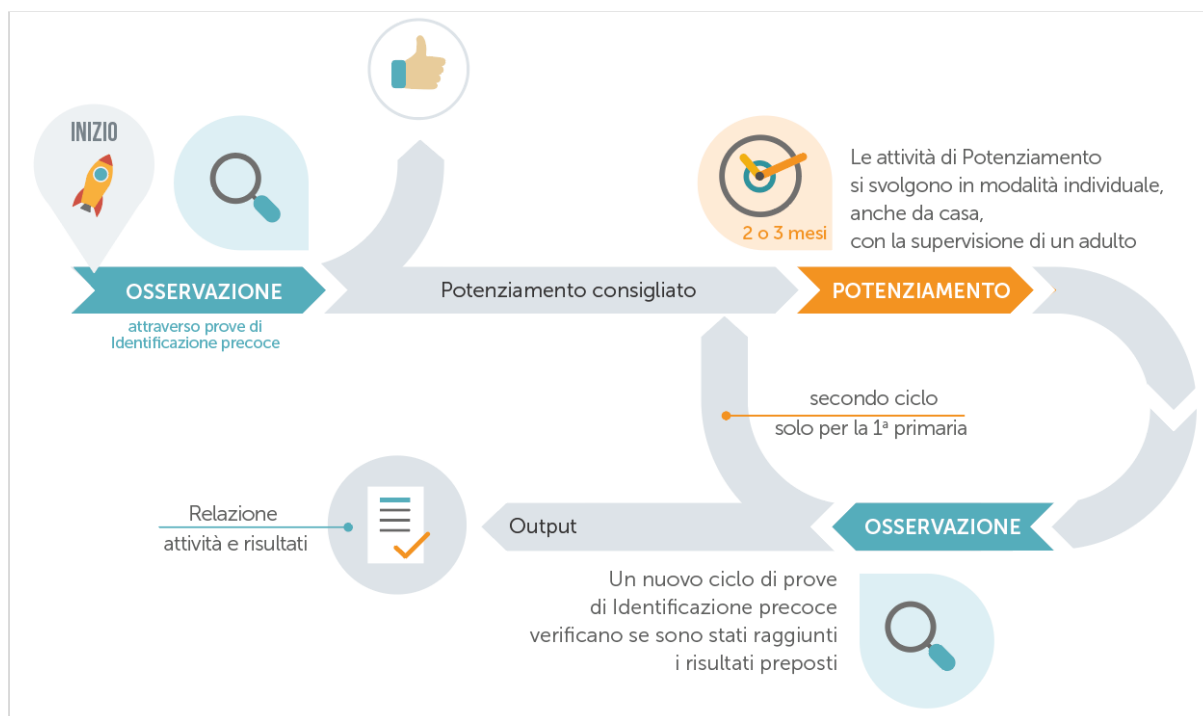 INIZIO
OSSERVAZIONE
attraverso prove di
Identificazione precoce
Potenziamento consigliato
2 o 3 mesi
Le attività di Potenziamento
si svolgono in modalità individuale,
anche da casa,
con la supervisione di un adulto
POTENZIAMENTO
secondo ciclo
solo per la 1ª primaria
OSSERVAZIONE
Un nuovo ciclo di prove
di Identificazione precoce
verificano se sono stati raggiunti
i risultati preposti
Output
Relazione
attività e risultati